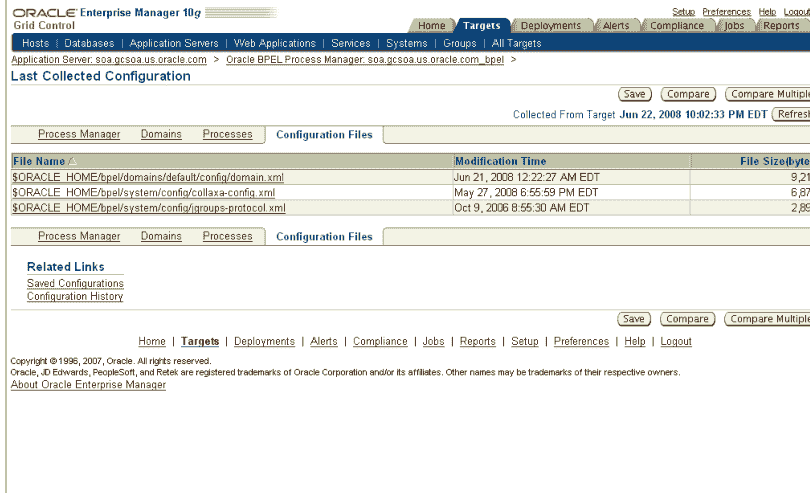 ORACLE Enterprise Manager 10g
Setup Preferences Help Logout
Grid Control
Home Targets Deployments Alerts Compliance Jobs Reports
Hosts | Databases | Application Servers | Web Applications | Services | Systems | Groups | All Targets
Application Server: soa.gcsoa.us.oracle.com > Oracle BPEL Process Manager: soa.gcsoa.us.oracle.com_bpel >
Last Collected Configuration
Save Compare Compare Multiple
Collected From Target Jun 22, 2008 10:02:33 PM EDT Refresh
Process Manager Domains Processes Configuration Files
File Name Modification Time File Size(byte
$ORACLE_HOME/bpel/domains/default/config/domain.xml Jun 21, 2008 12:22:27 AM EDT 9,21
$ORACLE_HOME/bpel/system/config/collaxa-config.xml May 27, 2008 6:55:59 PM EDT 6,87
$ORACLE_HOME/bpel/system/config/jgroups-protocol.xml Oct 9, 2006 8:55:30 AM EDT 2,89
Process Manager Domains Processes Configuration Files
Related Links
Saved Configurations
Configuration History
Save Compare Compare Multiple
Home | Targets | Deployments | Alerts | Compliance | Jobs | Reports | Setup | Preferences | Help | Logout
Copyright © 1996, 2007, Oracle. All rights reserved.
Oracle, JD Edwards, PeopleSoft, and Retek are registered trademarks of Oracle Corporation and/or its affiliates. Other names may be trademarks of their respective owners.
About Oracle Enterprise Manager